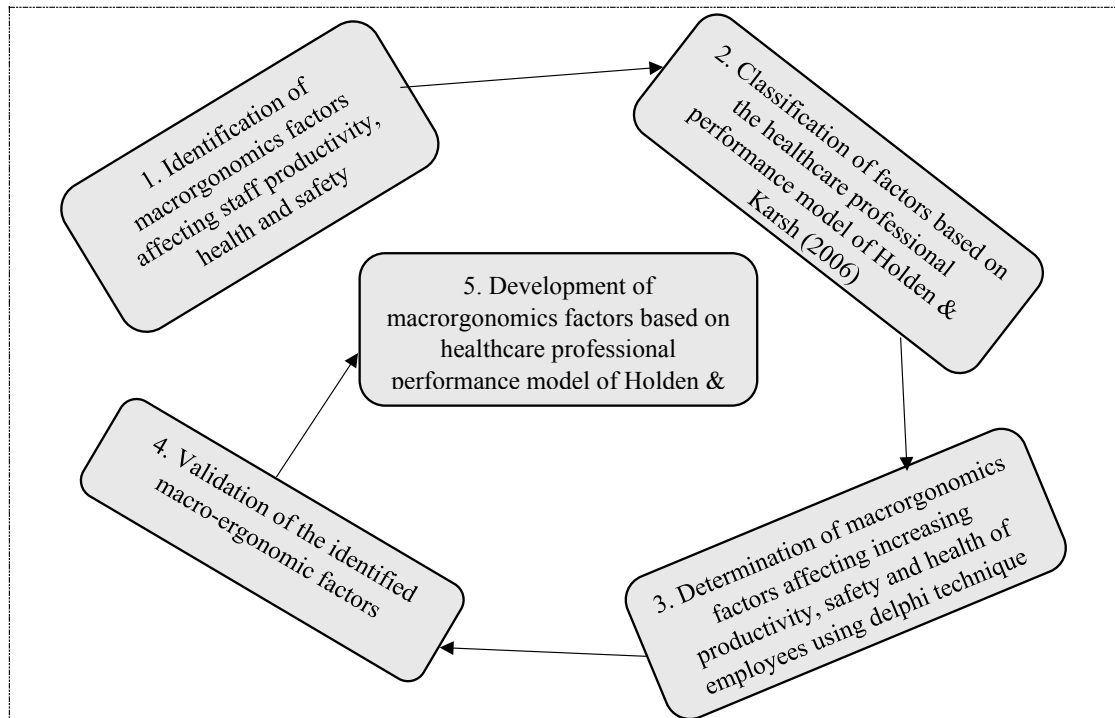 1. Identification of
macrorgonomics factors
affecting staff productivity,
health and safety
2. Classification of factors based on
the healthcare professional
performance model of Holden &
Karsh (2006)
3. Determination of macrorgonomics
factors affecting increasing
productivity, safety and health of
employees using delphi technique
4. Validation of the identified
macro-ergonomic factors
5. Development of
macrorgonomics factors based on
healthcare professional
performance model of Holden &